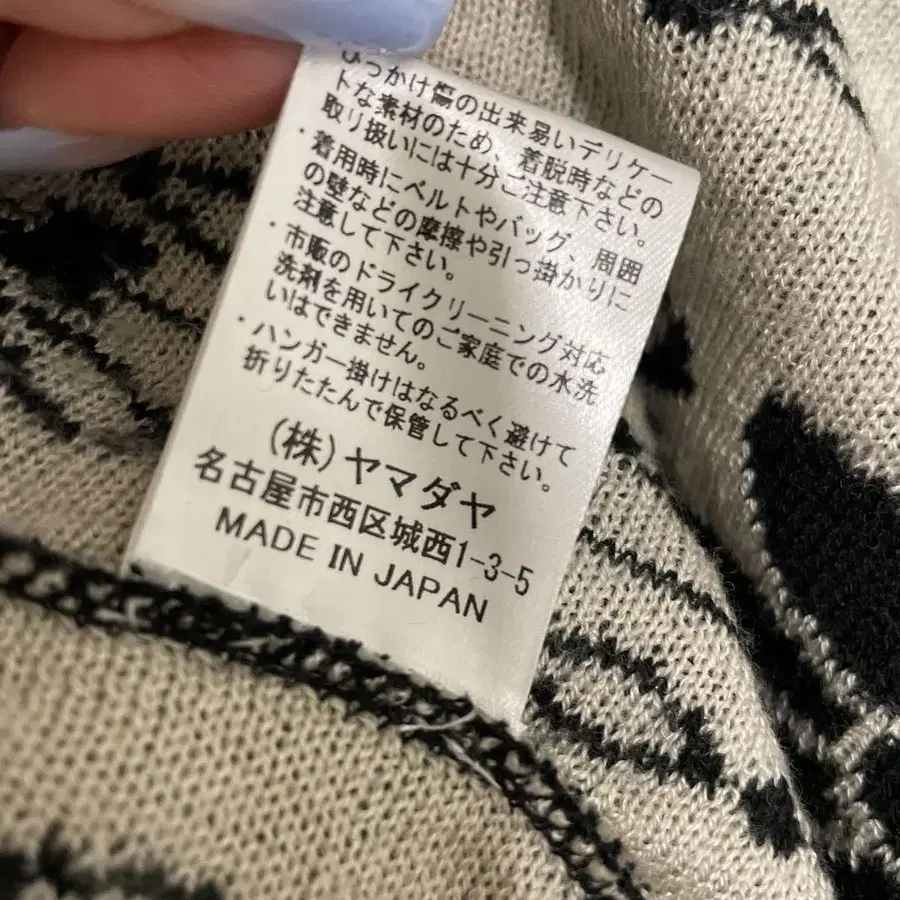 ひっかけ傷の出来易いデリケー
トな素材のため、着脱時などの
取り扱いには十分ご注意下さい。
・着用時にベルトやバッグ、周囲
の壁などの摩擦や引っ掛かりに
注意して下さい。
・市販のドライクリーニング対応
洗剤を用いてのご家庭での水洗
いはできません。
・ハンガー掛けはなるべく避けて
折りたたんで保管して下さい。
(株)ヤマダヤ
名古屋市西区城西1-3-5
MADE IN JAPAN